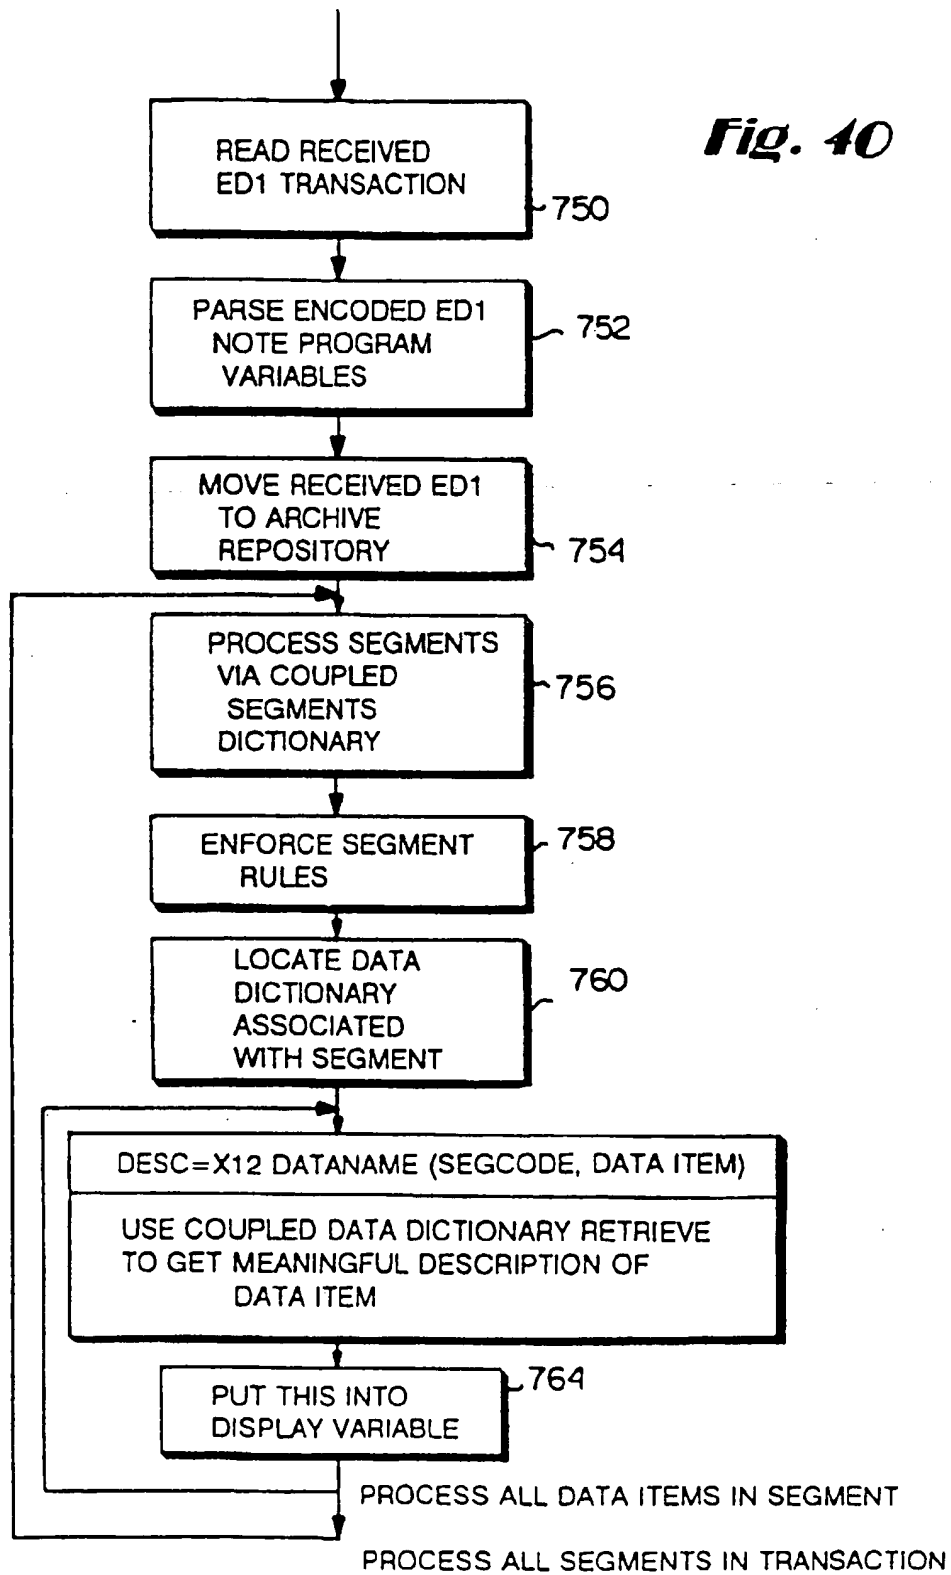 Fig. 40
READ RECEIVED
ED1 TRANSACTION
750
PARSE ENCODED ED1
NOTE PROGRAM
VARIABLES
752
MOVE RECEIVED ED1
TO ARCHIVE
REPOSITORY
754
PROCESS SEGMENTS
VIA COUPLED
SEGMENTS
DICTIONARY
756
ENFORCE SEGMENT
RULES
758
LOCATE DATA
DICTIONARY
ASSOCIATED
WITH SEGMENT
760
DESC=X12 DATANAME (SEGCODE, DATA ITEM)
USE COUPLED DATA DICTIONARY RETRIEVE
TO GET MEANINGFUL DESCRIPTION OF
DATA ITEM
PUT THIS INTO
DISPLAY VARIABLE
764
PROCESS ALL DATA ITEMS IN SEGMENT
PROCESS ALL SEGMENTS IN TRANSACTION